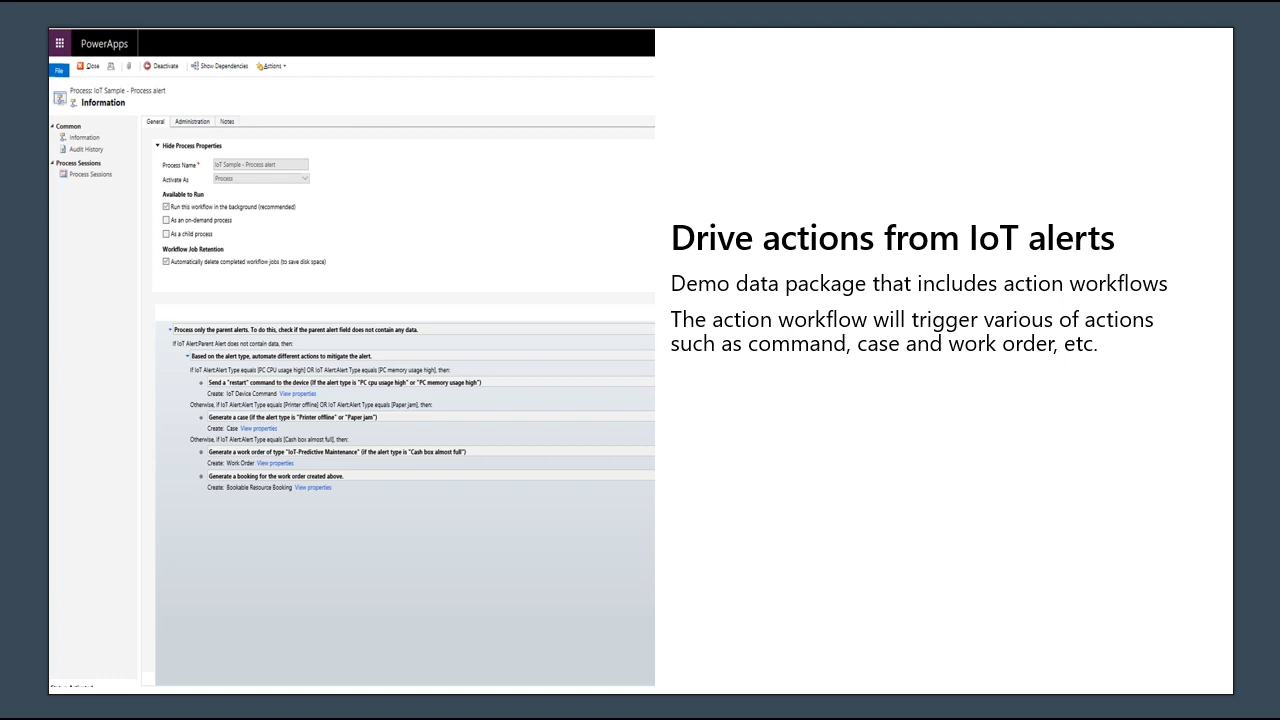 PowerApps
File
Close
Deactivate
Show Dependencies
Actions
Process: IoT Sample - Process alert
Information
Common
Information
Audit History
Process Sessions
Process Sessions
General Administration Notes
Hide Process Properties
Process Name * IoT Sample - Process alert
Activate As Process
Available to Run
Run this workflow in the background (recommended)
As an on-demand process
As a child process
Workflow Job Retention
Automatically delete completed workflow jobs (to save disk space)
Process only the parent alerts. To do this, check if the parent alert field does not contain any data.
If IoT Alert:Parent Alert does not contain data, then:
Based on the alert type, automate different actions to mitigate the alert.
If IoT Alert:Alert Type equals [PC CPU usage high] OR IoT Alert:Alert Type equals [PC memory usage high], then:
Send a "restart" command to the device (If the alert type is "PC cpu usage high" or "PC memory usage high")
Create: IoT Device Command View properties
Otherwise, if IoT Alert:Alert Type equals [Printer offline] OR IoT Alert:Alert Type equals [Paper jam], then:
Generate a case (if the alert type is "Printer offline" or "Paper jam")
Create: Case View properties
Otherwise, if IoT Alert:Alert Type equals [Cash box almost full], then:
Generate a work order of type "IoT-Predictive Maintenance" (if the alert type is "Cash box almost full")
Create: Work Order View properties
Generate a booking for the work order created above.
Create: Bookable Resource Booking View properties
Drive actions from IoT alerts
Demo data package that includes action workflows
The action workflow will trigger various of actions
such as command, case and work order, etc.